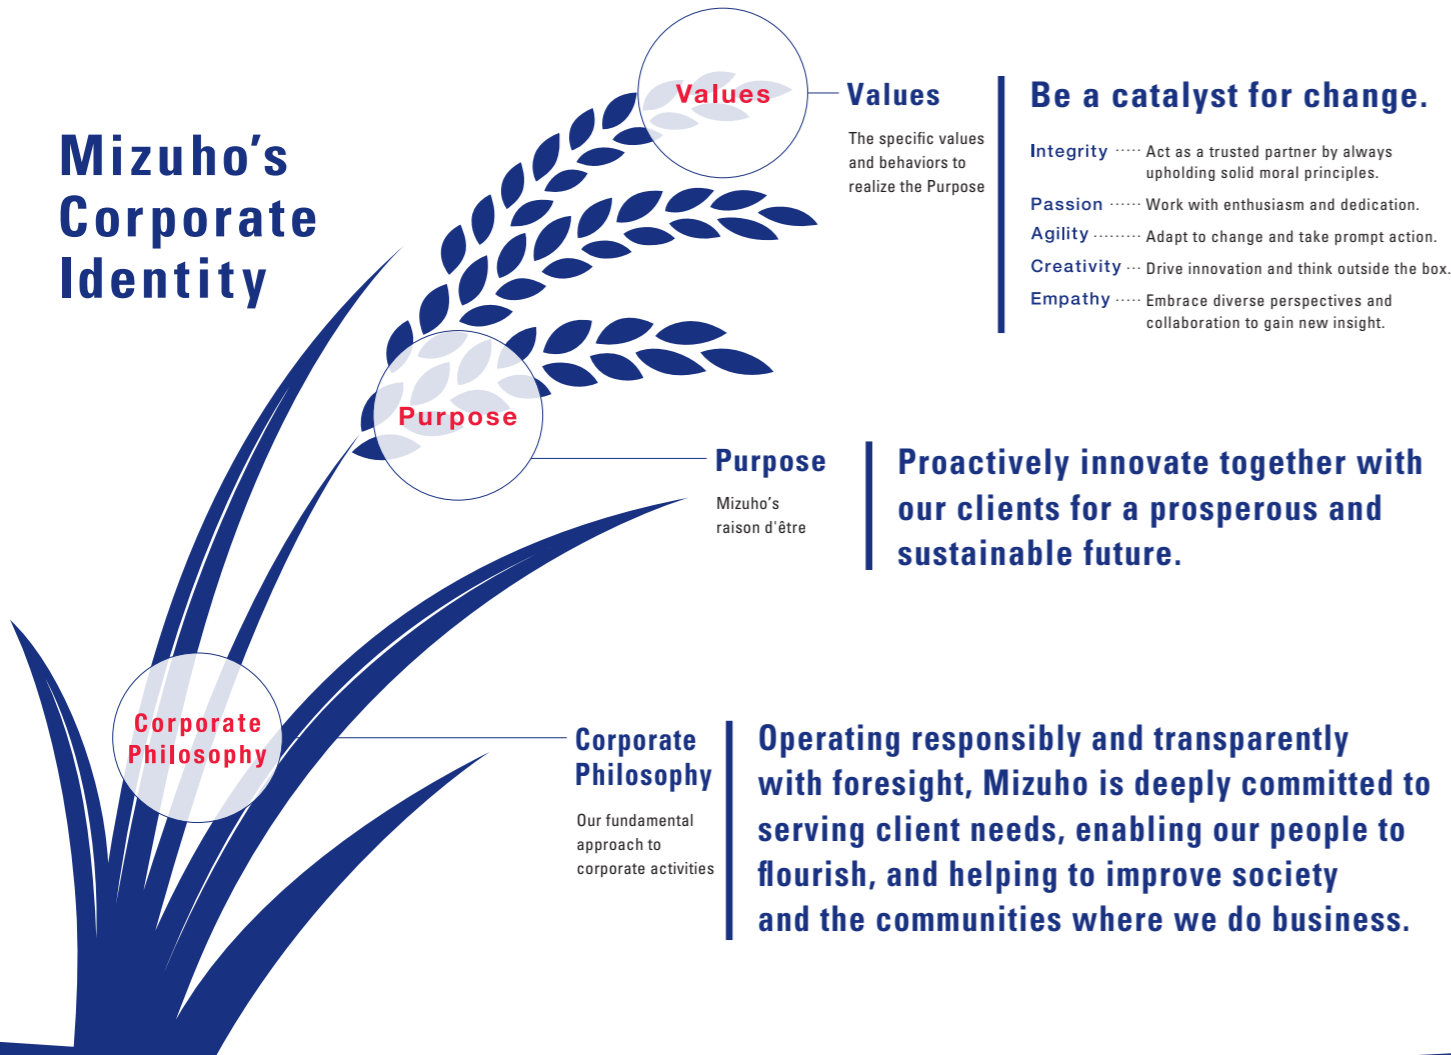 Mizuho’s
Corporate
Identity
Values
Values
The specific values
and behaviors to
realize the Purpose
Be a catalyst for change.
Integrity ····· Act as a trusted partner by always
upholding solid moral principles.
Passion ······ Work with enthusiasm and dedication.
Agility ········· Adapt to change and take prompt action.
Creativity ··· Drive innovation and think outside the box.
Empathy ····· Embrace diverse perspectives and
collaboration to gain new insight.
Purpose
Purpose
Mizuho’s
raison d'être
Proactively innovate together with
our clients for a prosperous and
sustainable future.
Corporate
Philosophy
Corporate
Philosophy
Our fundamental
approach to
corporate activities
Operating responsibly and transparently
with foresight, Mizuho is deeply committed to
serving client needs, enabling our people to
flourish, and helping to improve society
and the communities where we do business.